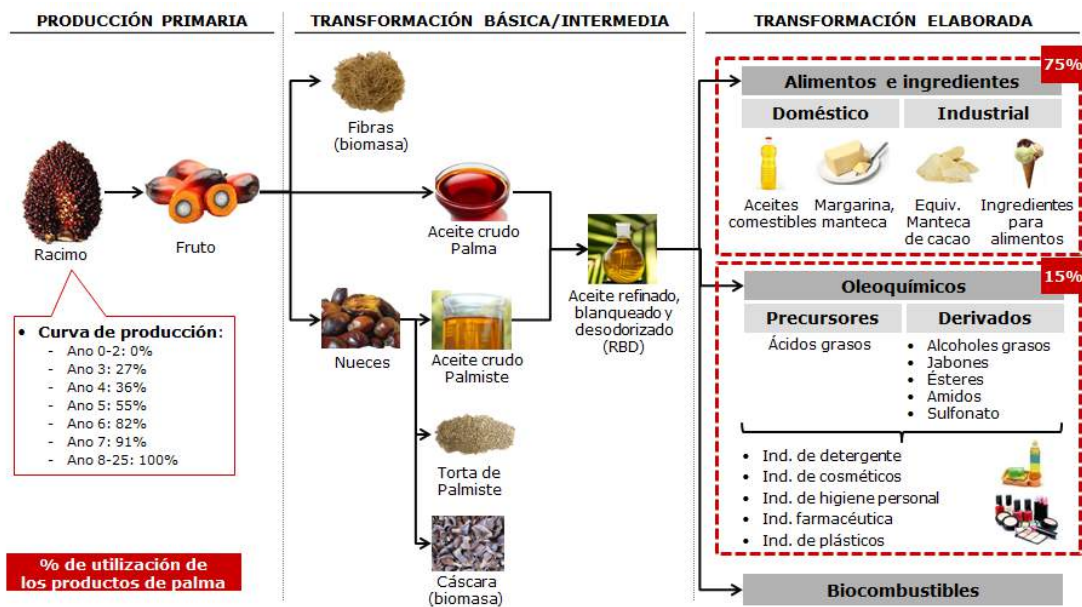 PRODUCCIÓN PRIMARIA
Racimo
Fruto
• Curva de producción:
- Ano 0-2: 0%
- Ano 3: 27%
- Ano 4: 36%
- Ano 5: 55%
- Ano 6: 82%
- Ano 7: 91%
- Ano 8-25: 100%
% de utilización de
los productos de palma
TRANSFORMACIÓN BÁSICA/INTERMEDIA
Fibras
(biomasa)
Aceite crudo
Palma
Nueces
Aceite crudo
Palmiste
Torta de
Palmiste
Cáscara
(biomasa)
Aceite refinado,
blanqueado y
desodorizado
(RBD)
TRANSFORMACIÓN ELABORADA
75%
Alimentos e ingredientes
Doméstico
Industrial
Aceites
comestibles
Margarina,
manteca
Equiv.
Manteca
de cacao
Ingredientes
para
alimentos
15%
Oleoquímicos
Precursores
Ácidos grasos
Derivados
• Alcoholes grasos
• Jabones
• Ésteres
• Amidos
• Sulfonato
• Ind. de detergente
• Ind. de cosméticos
• Ind. de higiene personal
• Ind. farmacéutica
• Ind. de plásticos
Biocombustibles